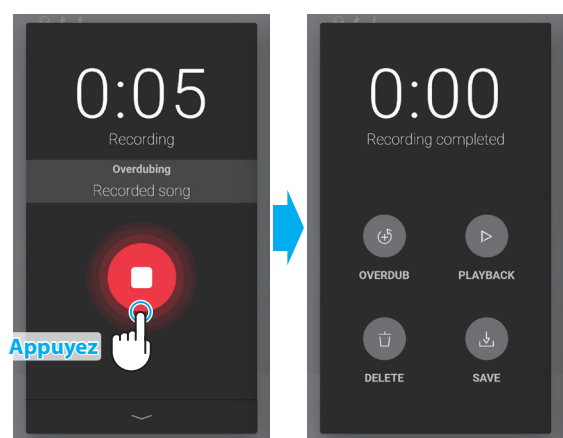 0:05
Recording
Overdubing
Recorded song
Appuyez
0:00
Recording completed
OVERDUB
PLAYBACK
DELETE
SAVE